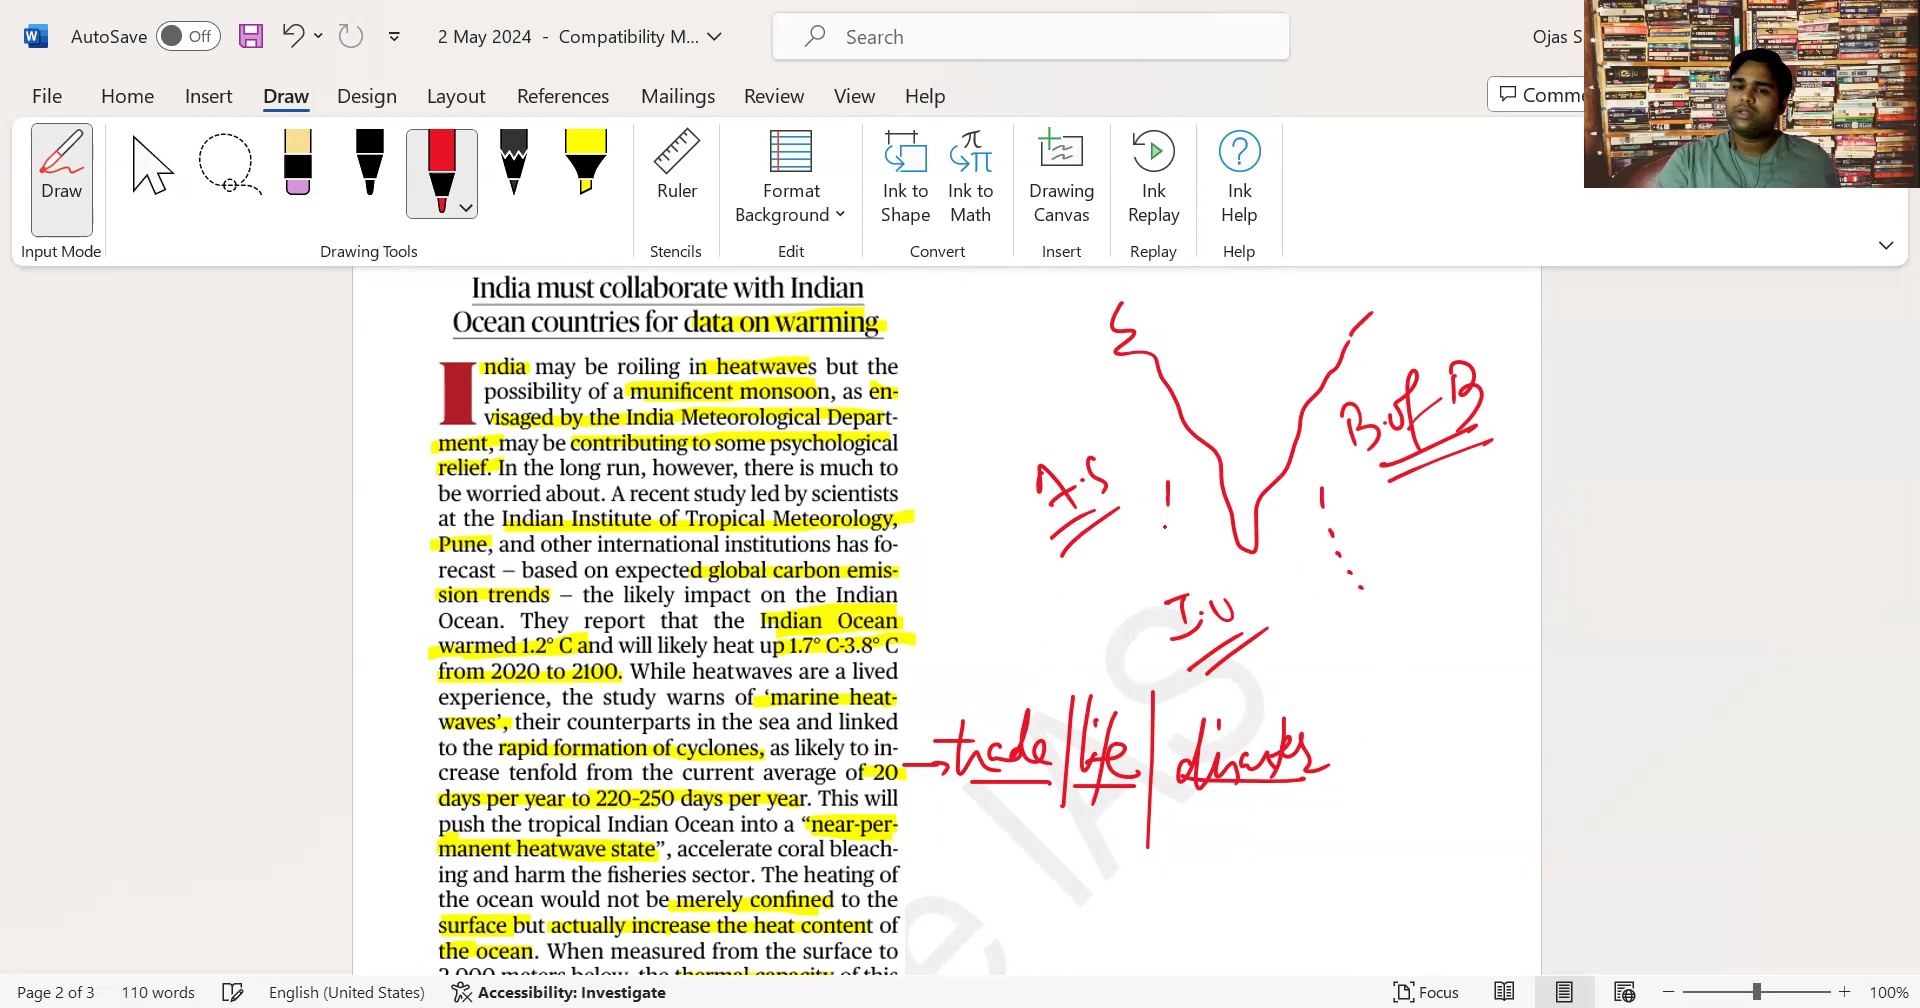 AutoSave Off 2 May 2024 - Compatibility M... Search Ojas S
File Home Insert Draw Design Layout References Mailings Review View Help Comme
Draw Ruler Format Background Ink to Shape Ink to Math Drawing Canvas Ink Replay Ink Help
Input Mode Drawing Tools Stencils Edit Convert Insert Replay Help
India must collaborate with Indian
Ocean countries for data on warming
India may be roiling in heatwaves but the
possibility of a munificent monsoon, as en-
visaged by the India Meteorological Depart-
ment, may be contributing to some psychological
relief. In the long run, however, there is much to
be worried about. A recent study led by scientists
at the Indian Institute of Tropical Meteorology,
Pune, and other international institutions has fo-
recast – based on expected global carbon emis-
sion trends – the likely impact on the Indian
Ocean. They report that the Indian Ocean
warmed 1.2° C and will likely heat up 1.7° C-3.8° C
from 2020 to 2100. While heatwaves are a lived
experience, the study warns of ‘marine heat-
waves’, their counterparts in the sea and linked
to the rapid formation of cyclones, as likely to in-
crease tenfold from the current average of 20
days per year to 220-250 days per year. This will
push the tropical Indian Ocean into a “near-per-
manent heatwave state”, accelerate coral bleach-
ing and harm the fisheries sector. The heating of
the ocean would not be merely confined to the
surface but actually increase the heat content of
the ocean. When measured from the surface to
2,000 meters below, the thermal capacity of this
B. of B
A.S
I.O
trade life disaster
e IAS
Page 2 of 3 110 words English (United States) Accessibility: Investigate Focus 100%